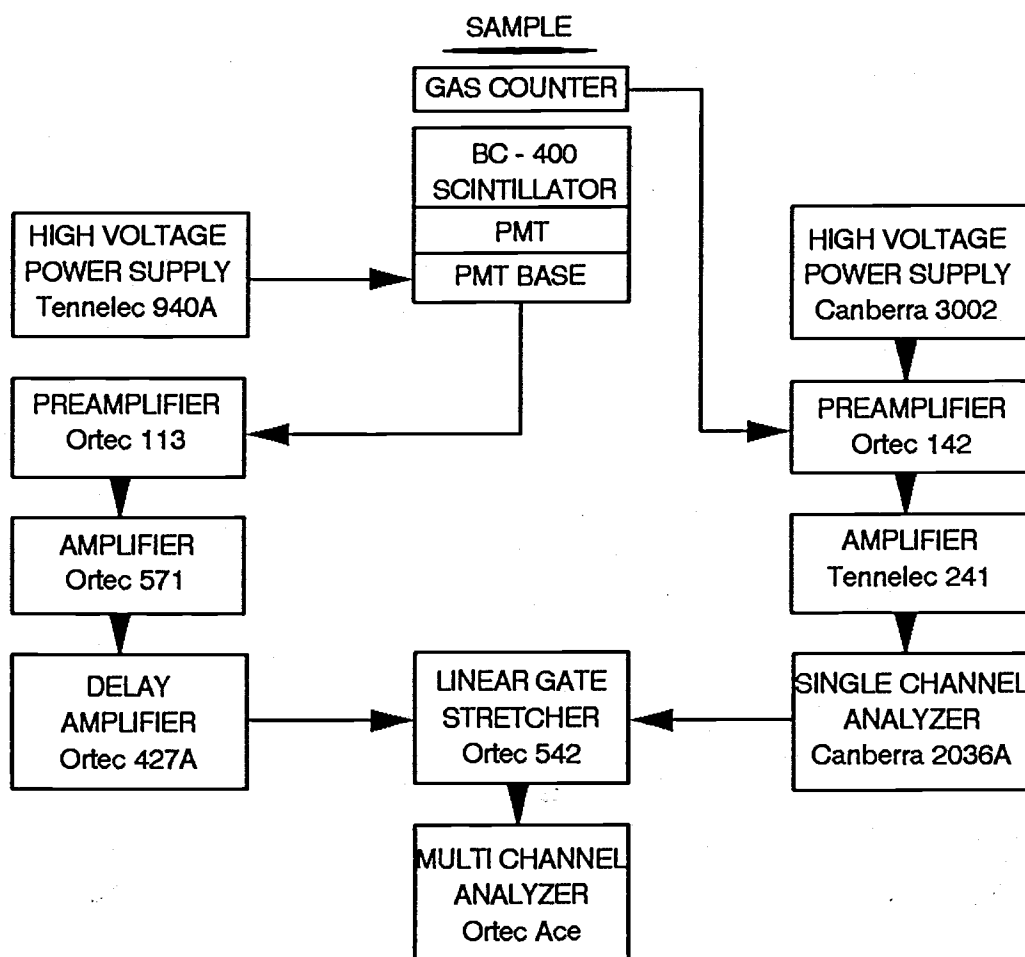 SAMPLE
GAS COUNTER
BC - 400
SCINTILLATOR
PMT
PMT BASE
HIGH VOLTAGE
POWER SUPPLY
Tennelec 940A
HIGH VOLTAGE
POWER SUPPLY
Canberra 3002
PREAMPLIFIER
Ortec 113
PREAMPLIFIER
Ortec 142
AMPLIFIER
Ortec 571
AMPLIFIER
Tennelec 241
DELAY
AMPLIFIER
Ortec 427A
LINEAR GATE
STRETCHER
Ortec 542
SINGLE CHANNEL
ANALYZER
Canberra 2036A
MULTI CHANNEL
ANALYZER
Ortec Ace